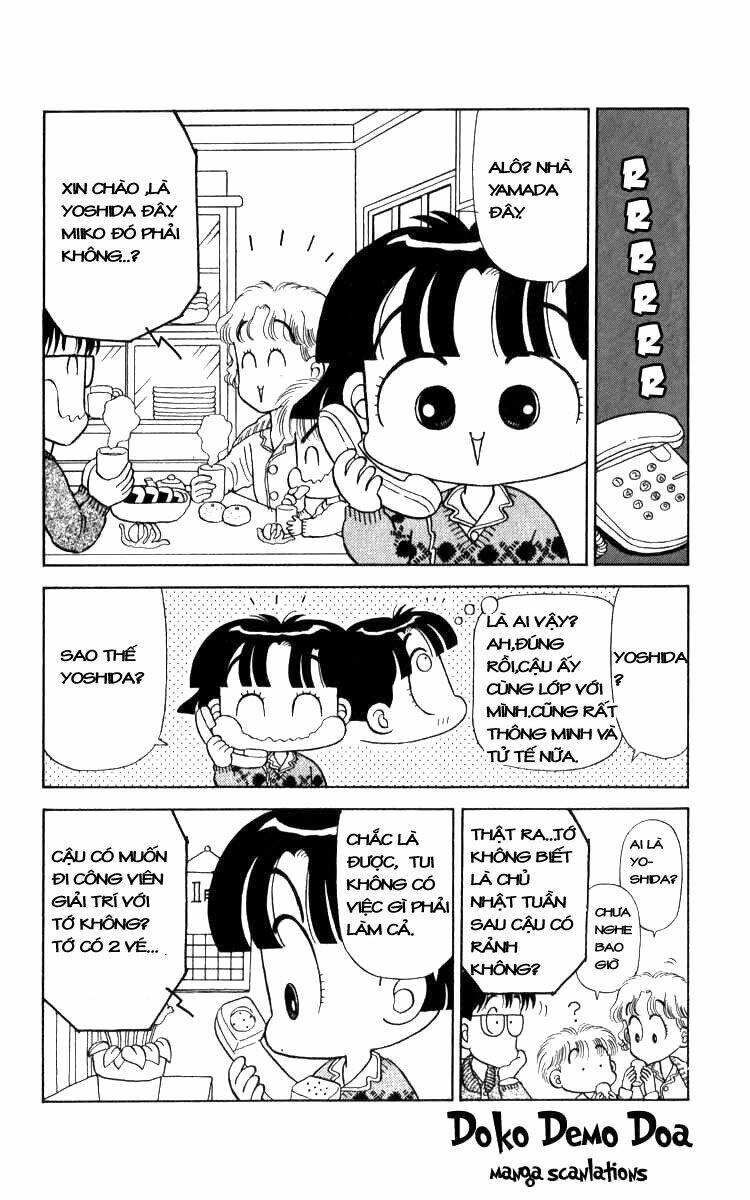 R
R
R
R
R
R
ALÔ? NHÀ
YAMADA
ĐÂY.
XIN CHÀO ,LÀ
YOSHIDA ĐÂY.
MIIKO ĐÓ PHẢI
KHÔNG..?
YOSHIDA
?
LÀ AI VẬY?
AH,ĐÚNG
RỒI,CẬU ẤY
CÙNG LỚP VỚI
MÌNH.CŨNG RẤT
THÔNG MINH VÀ
TỬ TẾ NỮA.
SAO THẾ
YOSHIDA?
AI LÀ
YO-
SHIDA?
CHƯA
NGHE
BAO
GIỜ
?
THẬT RA...TỚ
KHÔNG BIẾT
LÀ CHỦ
NHẬT TUẦN
SAU CẬU CÓ
RẢNH
KHÔNG?
CHẮC LÀ
ĐƯỢC, TUI
KHÔNG CÓ
VIỆC GÌ PHẢI
LÀM CẢ.
CẬU CÓ MUỐN
ĐI CÔNG VIÊN
GIẢI TRÍ VỚI
TỚ KHÔNG?
TỚ CÓ 2 VÉ...
DOKO DEMO DOA
MANGA SCANLATIONS